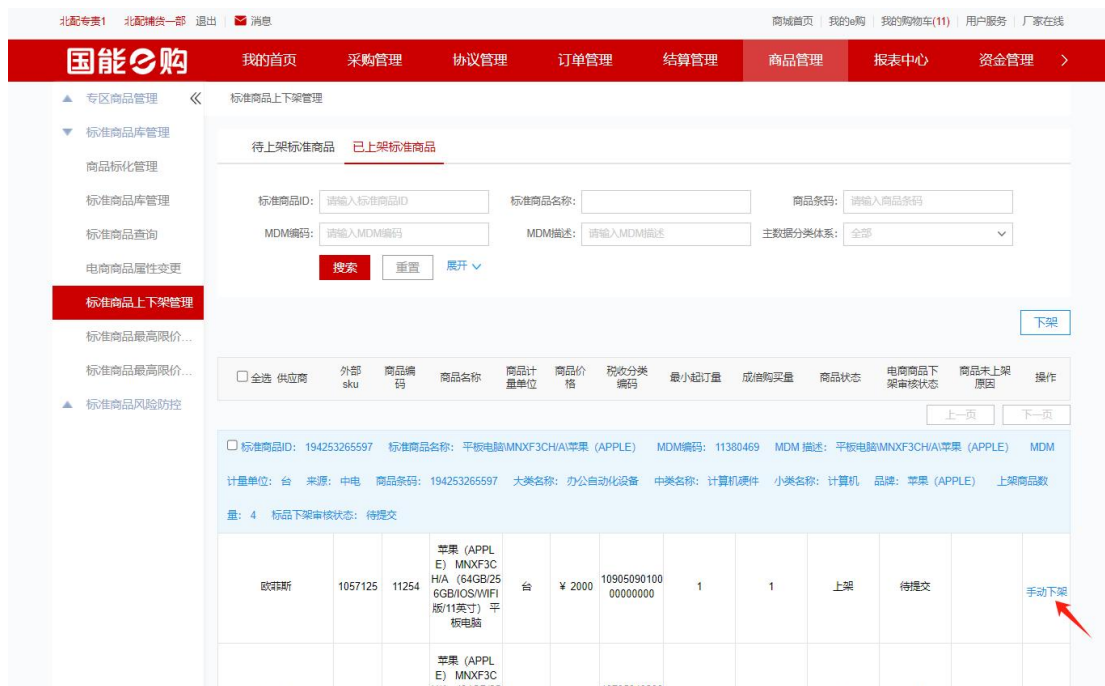 北配专责1 北配辅货一部 退出 消息 商城首页 我的e购 我的购物车(11) 用户服务 厂家在线
国能e购 我的首页 采购管理 协议管理 订单管理 结算管理 商品管理 报表中心 资金管理
专区商品管理
标准商品上下架管理
标准商品库管理
商品标化管理
标准商品库管理
标准商品查询
电商商品属性变更
标准商品上下架管理
标准商品最高限价...
标准商品最高限价...
标准商品风险防控
待上架标准商品 已上架标准商品
标准商品ID: 请输入标准商品ID 标准商品名称: 商品条码: 请输入商品条码
MDM编码: 请输入MDM编码 MDM描述: 请输入MDM描述 主数据分类体系: 全部
搜索 重置 展开
下架
全选 供应商 外部sku 商品编码 商品名称 商品计量单位 商品价格 税收分类编码 最小起订量 成倍购买量 商品状态 电商商品下架审核状态 商品未上架原因 操作
上一页 下一页
标准商品ID: 194253265597 标准商品名称: 平板电脑\MNXF3CH/A\苹果 (APPLE) MDM编码: 11380469 MDM 描述: 平板电脑\MNXF3CH/A\苹果 (APPLE) MDM
计量单位: 台 来源: 中电 商品条码: 194253265597 大类名称: 办公自动化设备 中类名称: 计算机硬件 小类名称: 计算机 品牌: 苹果 (APPLE) 上架商品数
量: 4 标品下架审核状态: 待提交
欧菲斯 1057125 11254 苹果 (APPLE) MNXF3CH/A (64GB/256GB/IOS/WIFI版/11英寸) 平板电脑 台 ¥ 2000 1090509010000000000 1 1 上架 待提交 手动下架
苹果 (APPL
E) MNXF3C